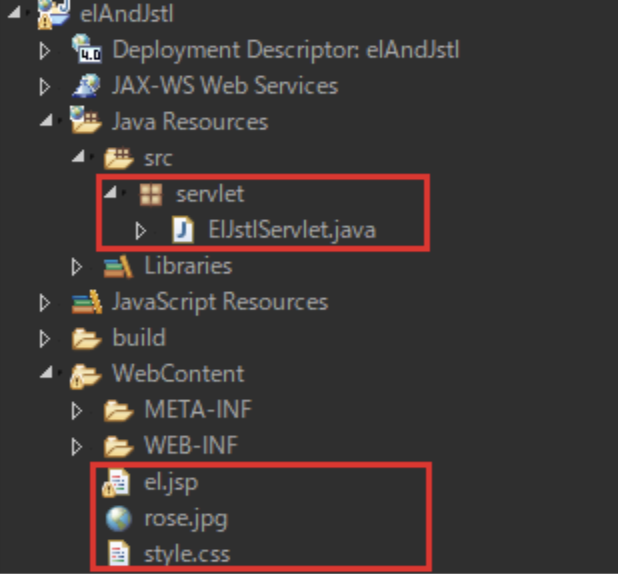 elAndJstl
Deployment Descriptor: elAndJstl
JAX-WS Web Services
Java Resources
src
servlet
ElJstlServlet.java
Libraries
JavaScript Resources
build
WebContent
META-INF
WEB-INF
el.jsp
rose.jpg
style.css